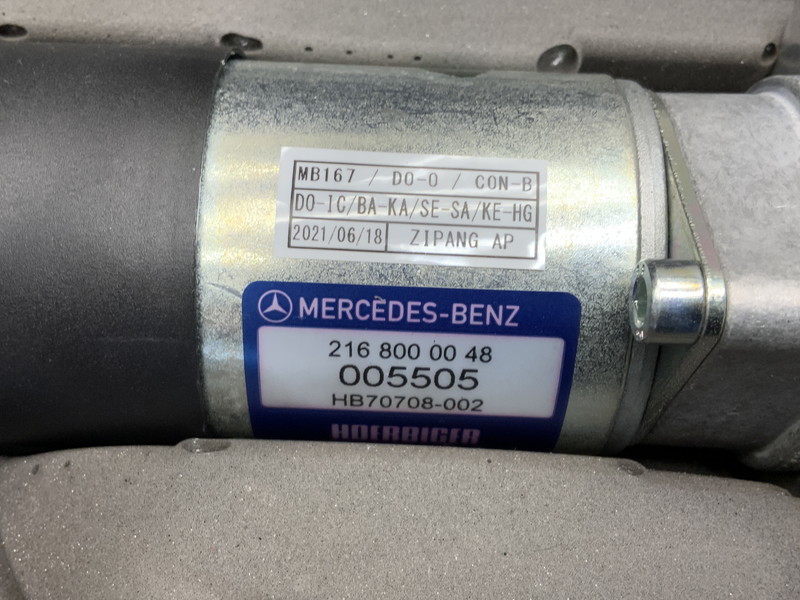 MB167 / DO-O / CON-B
DO-IC/BA-KA/SE-SA/KE-HG
2021/06/18 ZIPANG AP
MERCEDES-BENZ
216 800 00 48
005505
HB70708-002
HOERBIGER